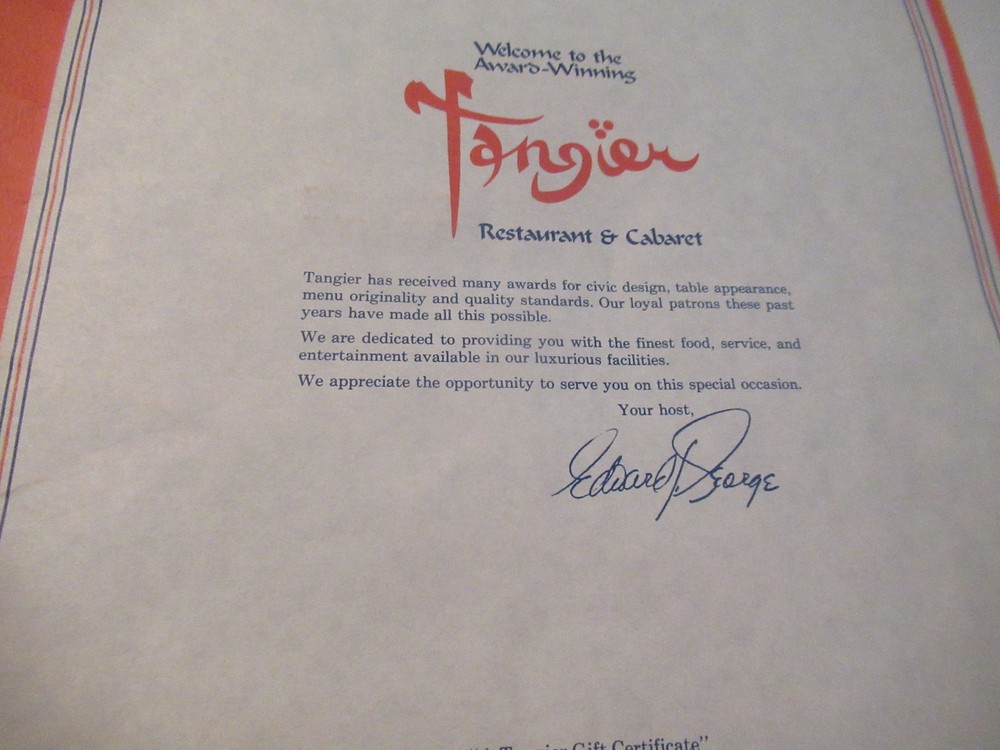 Welcome to the
Award-Winning
Tangier
Restaurant & Cabaret
Tangier has received many awards for civic design, table appearance,
menu originality and quality standards. Our loyal patrons these past
years have made all this possible.
We are dedicated to providing you with the finest food, service, and
entertainment available in our luxurious facilities.
We appreciate the opportunity to serve you on this special occasion.
Your host,
Edward George
Tangier Gift Certificate"